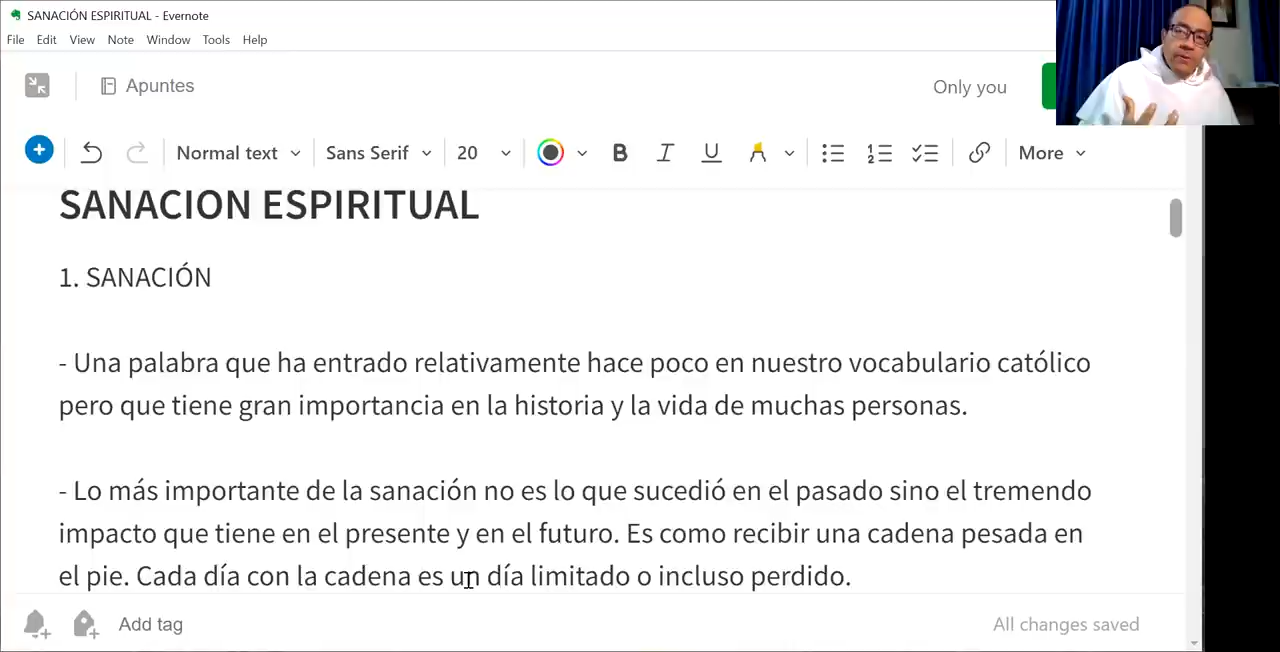 SANACIÓN ESPIRITUAL - Evernote
File Edit View Note Window Tools Help
Apuntes
Only you
Normal text Sans Serif 20 B I U More
SANACION ESPIRITUAL
1. SANACIÓN
- Una palabra que ha entrado relativamente hace poco en nuestro vocabulario católico
pero que tiene gran importancia en la historia y la vida de muchas personas.
- Lo más importante de la sanación no es lo que sucedió en el pasado sino el tremendo
impacto que tiene en el presente y en el futuro. Es como recibir una cadena pesada en
el pie. Cada día con la cadena es un día limitado o incluso perdido.
Add tag
All changes saved